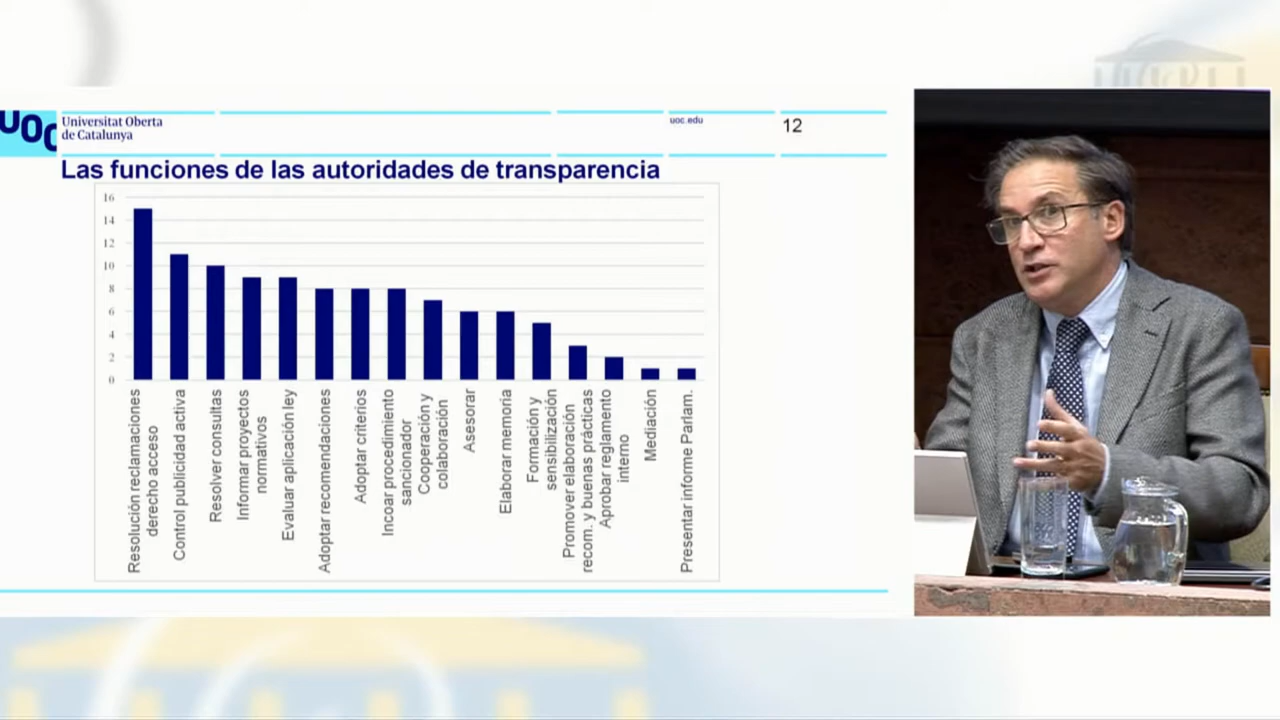 UOC
Universitat Oberta
de Catalunya
uoc.edu
12
Las funciones de las autoridades de transparencia
16
14
12
10
8
6
4
2
0
Resolución reclamaciones
derecho acceso
Control publicidad activa
Resolver consultas
Informar proyectos
normativos
Evaluar aplicación ley
Adoptar recomendaciones
Adoptar criterios
Incoar procedimiento
sancionador
Cooperación y
colaboración
Asesorar
Elaborar memoria
Formación y
sensibilización
Promover elaboración
recom. y buenas prácticas
Aprobar reglamento
interno
Mediación
Presentar informe Parlam.